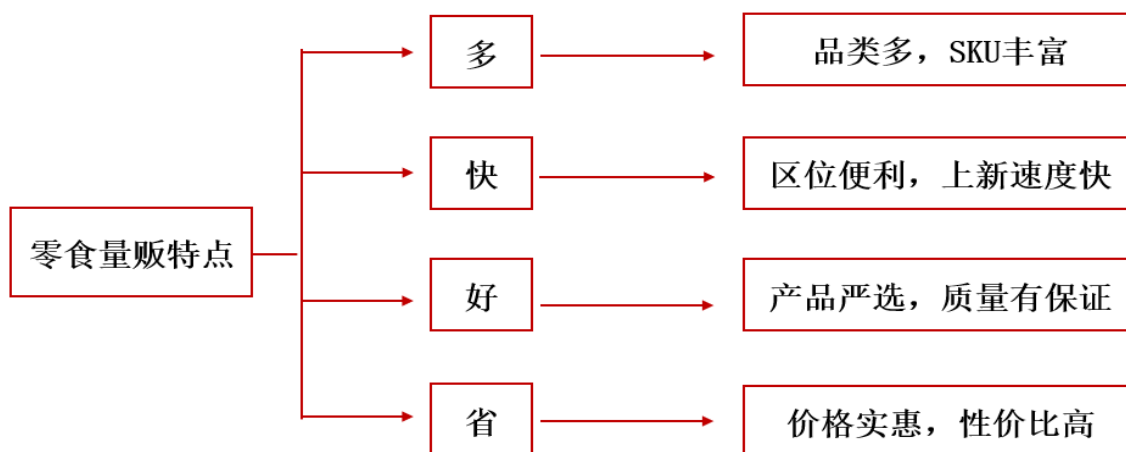 多
品类多，SKU丰富
快
区位便利，上新速度快
零食量贩特点
好
产品严选，质量有保证
省
价格实惠，性价比高